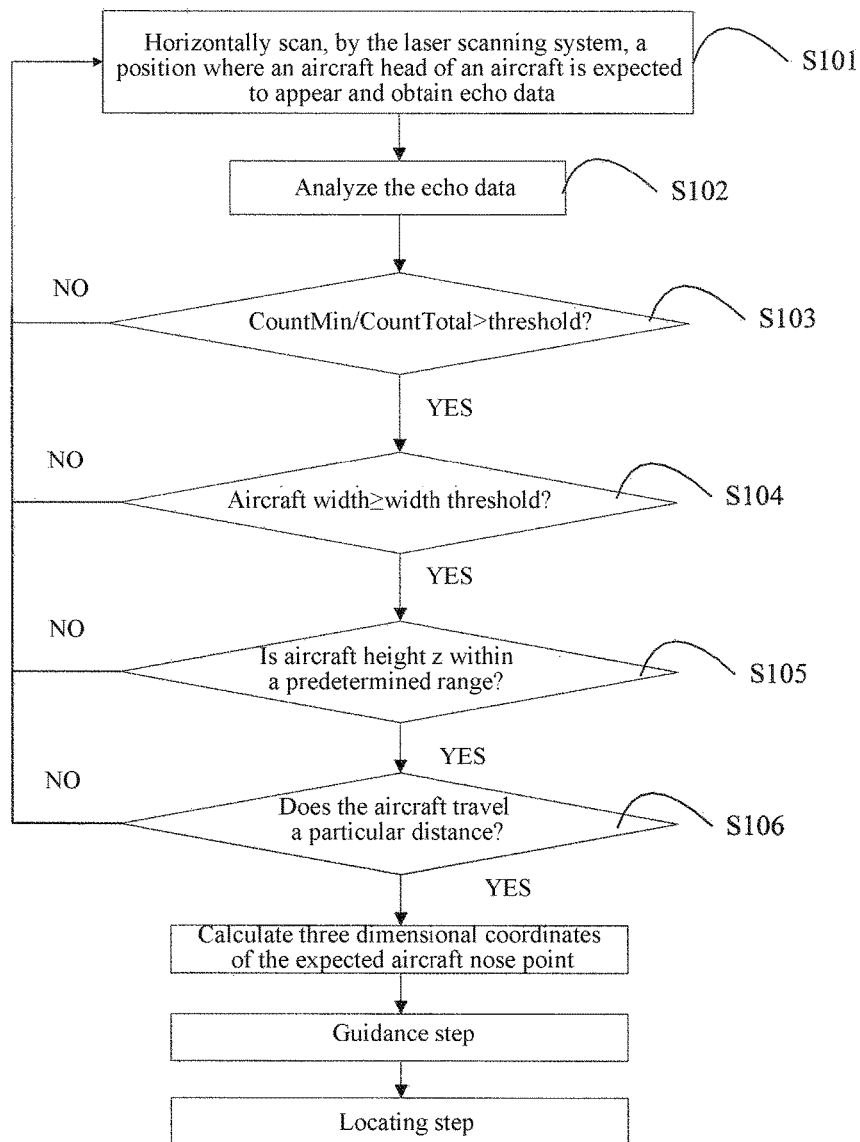 Horizontally scan, by the laser scanning system, a
position where an aircraft head of an aircraft is expected
to appear and obtain echo data
S101
Analyze the echo data
S102
NO
CountMin/CountTotal>threshold?
S103
YES
NO
Aircraft width≥width threshold?
S104
YES
NO
Is aircraft height z within
a predetermined range?
S105
YES
NO
Does the aircraft travel
a particular distance?
S106
YES
Calculate three dimensional coordinates
of the expected aircraft nose point
Guidance step
Locating step